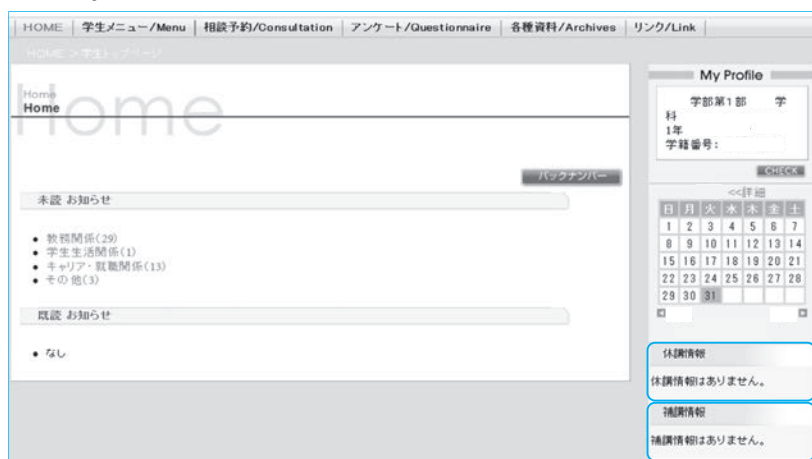 HOME
学生メニュー/Menu
相談予約/Consultation
アンケート/Questionnaire
各種資料/Archives
リンク/Link
HOME > 学生トップページ
Home
Home
Home
バックナンバー
未読 お知らせ
● 教務関係(29)
● 学生生活関係(1)
● キャリア・就職関係(13)
● その他(3)
既読 お知らせ
● なし
My Profile
学部第1部 学
科
1年
学籍番号:
CHECK
<<詳細
日 月 火 水 木 金 土
1 2 3 4 5 6 7
8 9 10 11 12 13 14
15 16 17 18 19 20 21
22 23 24 25 26 27 28
29 30 31
休講情報
休講情報はありません。
補講情報
補講情報はありません。